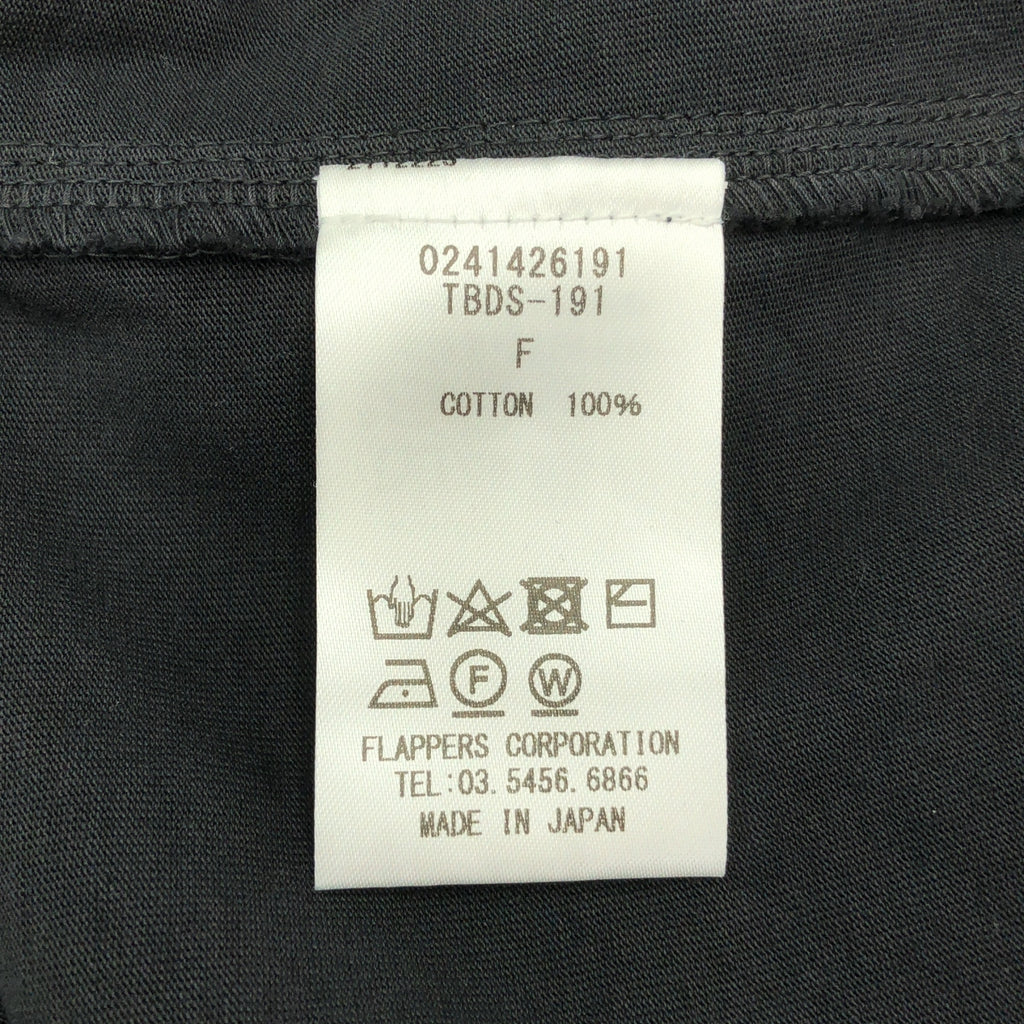 0241426191
TBDS-191
F
COTTON 100%
F W
FLAPPERS CORPORATION
TEL:03.5456.6866
MADE IN JAPAN